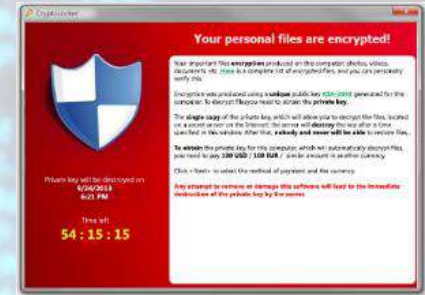 Cryptolocker
Your personal files are encrypted!
Your important files encryption produced on this computer: photos, videos,
documents, etc. Here is a complete list of encrypted files, and you can personally
verify this.
Encryption was produced using a unique public key RSA-2048 generated for this
computer. To decrypt files you need to obtain the private key.
The single copy of the private key, which will allow you to decrypt the files, located
on a secret server on the Internet; the server will destroy the key after a time
specified in this window. After that, nobody and never will be able to restore files...
To obtain the private key for this computer, which will automatically decrypt files,
you need to pay 100 USD / 100 EUR / similar amount in another currency.
Click «Next» to select the method of payment and the currency.
Any attempt to remove or damage this software will lead to the immediate
destruction of the private key by the server.
Private key will be destroyed on
9/24/2013
6:21 PM
Time left
54 : 15 : 15